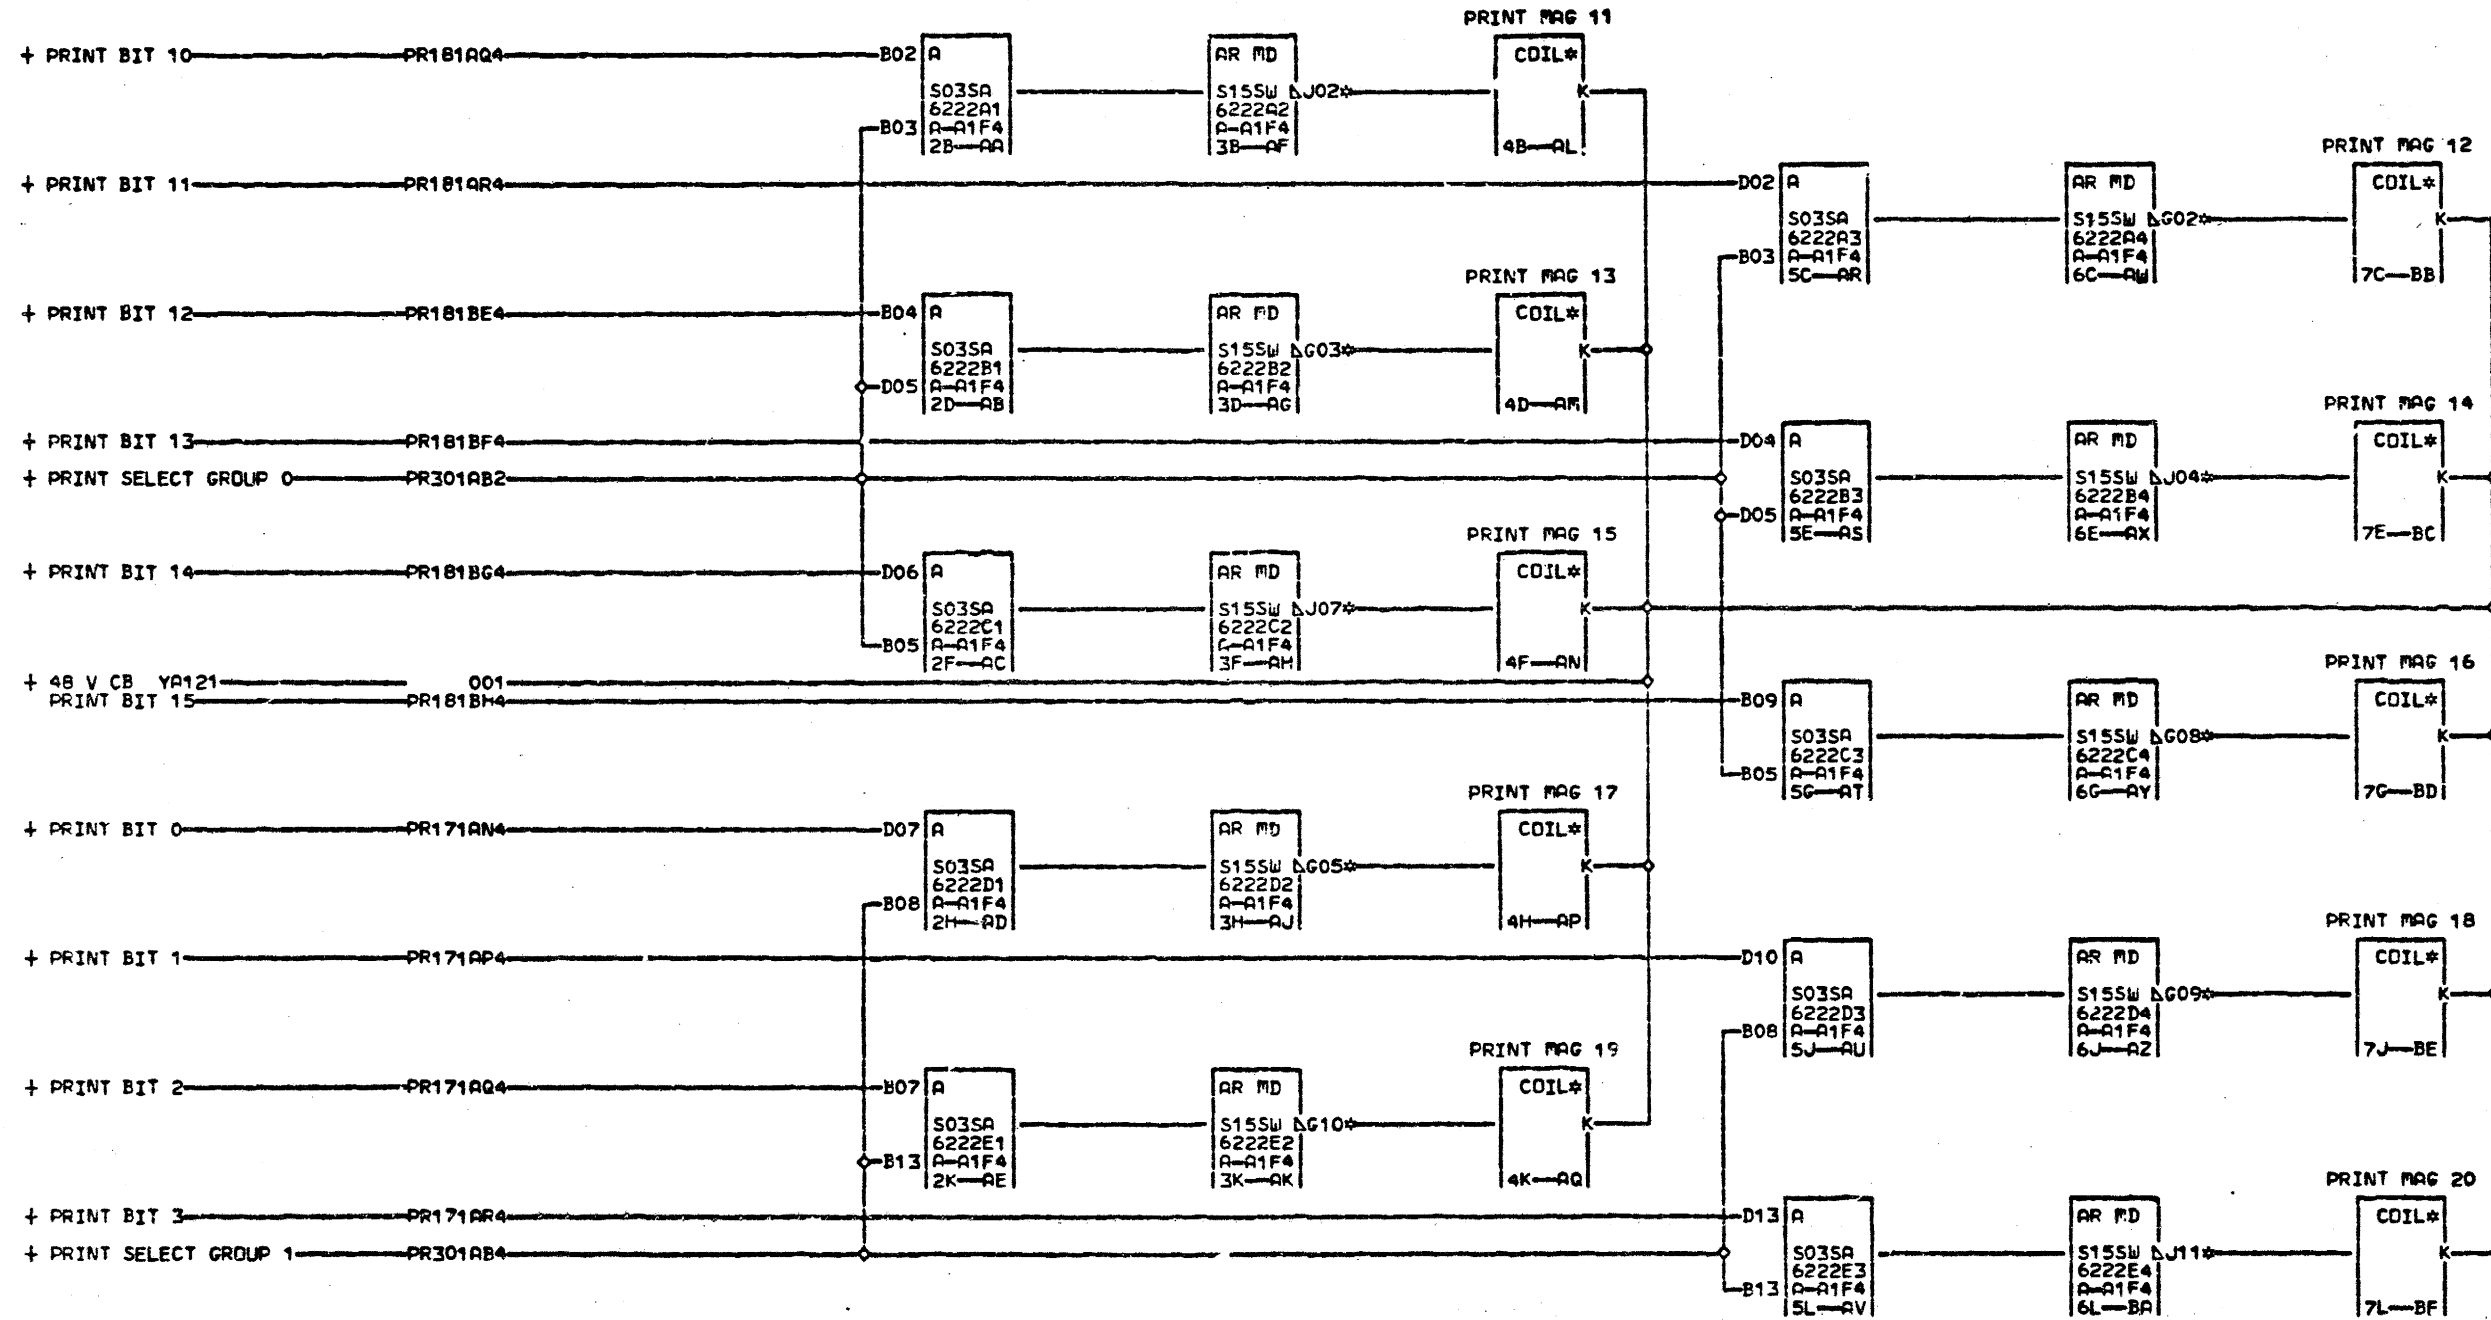 PRINT MAG 11
+ PRINT BIT 10 PR181AQ4 B02 A AR MD COIL*
S03SA S15SW J02* K
6222A1 6222A2
B03 A-A1F4 A-A1F4
2B-AA 3B-AF 4B-AL
PRINT MAG 12
+ PRINT BIT 11 PR181AR4 D02 A AR MD COIL*
S03SA S15SW G02* K
6222A3 6222A4
B03 A-A1F4 A-A1F4
5C-AR 6C-AW 7C-BB
PRINT MAG 13
+ PRINT BIT 12 PR181BE4 B04 A AR MD COIL*
S03SA S15SW G03* K
6222B1 6222B2
D05 A-A1F4 A-A1F4
2D-AB 3D-AG 4D-AM
PRINT MAG 14
+ PRINT BIT 13 PR181BF4 D04 A AR MD COIL*
+ PRINT SELECT GROUP 0 PR301AB2 S03SA S15SW J04* K
6222B3 6222B4
D05 A-A1F4 A-A1F4
5E-AS 6E-AX 7E-BC
PRINT MAG 15
+ PRINT BIT 14 PR181BG4 D06 A AR MD COIL*
S03SA S15SW J07* K
6222C1 6222C2
B05 A-A1F4 A-A1F4
2F-AC 3F-AH 4F-AN
PRINT MAG 16
+ 48 V CB YA121 001
PRINT BIT 15 PR181BH4 B09 A AR MD COIL*
S03SA S15SW G08* K
6222C3 6222C4
B05 A-A1F4 A-A1F4
5G-AT 6G-AY 7G-BD
PRINT MAG 17
+ PRINT BIT 0 PR171AN4 D07 A AR MD COIL*
S03SA S15SW G05* K
6222D1 6222D2
B08 A-A1F4 A-A1F4
2H-AD 3H-AJ 4H-AP
PRINT MAG 18
+ PRINT BIT 1 PR171AP4 D10 A AR MD COIL*
S03SA S15SW G09* K
6222D3 6222D4
B08 A-A1F4 A-A1F4
5J-AU 6J-AZ 7J-BE
PRINT MAG 19
+ PRINT BIT 2 PR171AQ4 B07 A AR MD COIL*
S03SA S15SW G10* K
6222E1 6222E2
B13 A-A1F4 A-A1F4
2K-AE 3K-AK 4K-AQ
PRINT MAG 20
+ PRINT BIT 3 PR171AR4 D13 A AR MD COIL*
+ PRINT SELECT GROUP 1 PR301AB4 S03SA S15SW J11* K
6222E3 6222E4
B13 A-A1F4 A-A1F4
5L-AV 6L-BA 7L-BF